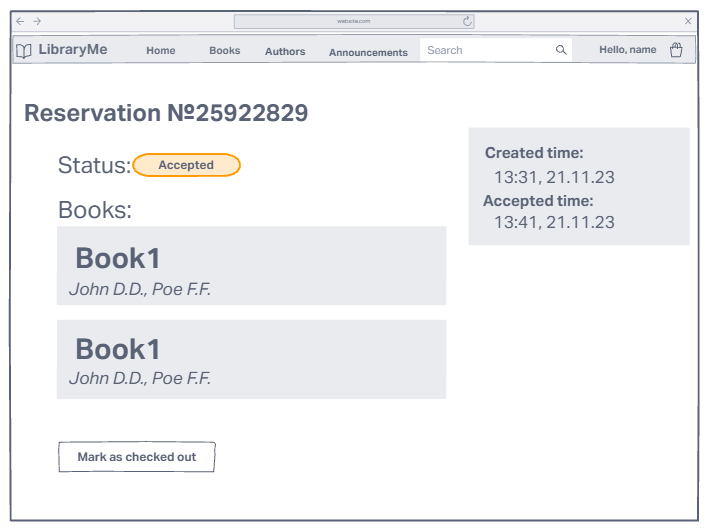 website.com
LibraryMe Home Books Authors Announcements Search Hello, name
Reservation №25922829
Status: Accepted
Books:
Book1
John D.D., Poe F.F.
Book1
John D.D., Poe F.F.
Mark as checked out
Created time:
13:31, 21.11.23
Accepted time:
13:41, 21.11.23